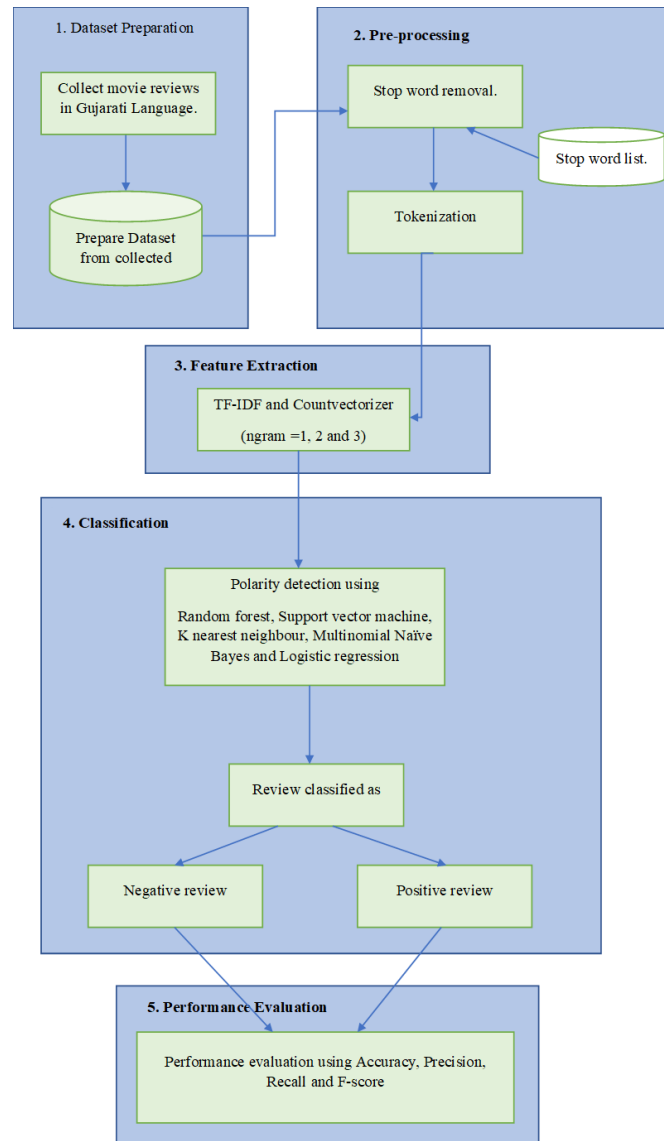 1. Dataset Preparation
Collect movie reviews
in Gujarati Language.
Prepare Dataset
from collected
2. Pre-processing
Stop word removal.
Stop word list.
Tokenization
3. Feature Extraction
TF-IDF and Countvectorizer
(ngram =1, 2 and 3)
4. Classification
Polarity detection using
Random forest, Support vector machine,
K nearest neighbour, Multinomial Naïve
Bayes and Logistic regression
Review classified as
Negative review
Positive review
5. Performance Evaluation
Performance evaluation using Accuracy, Precision,
Recall and F-score